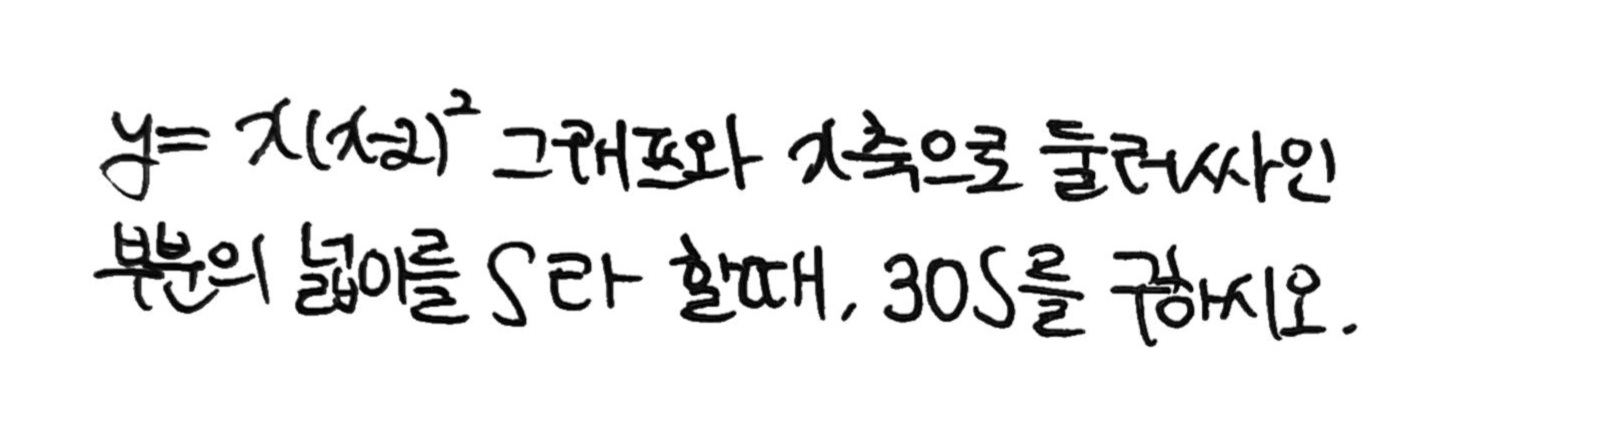 y= x(x-2)² 그래프와 x축으로 둘러싸인
부분의 넓이를 S라 할때, 30S를 구하시오.